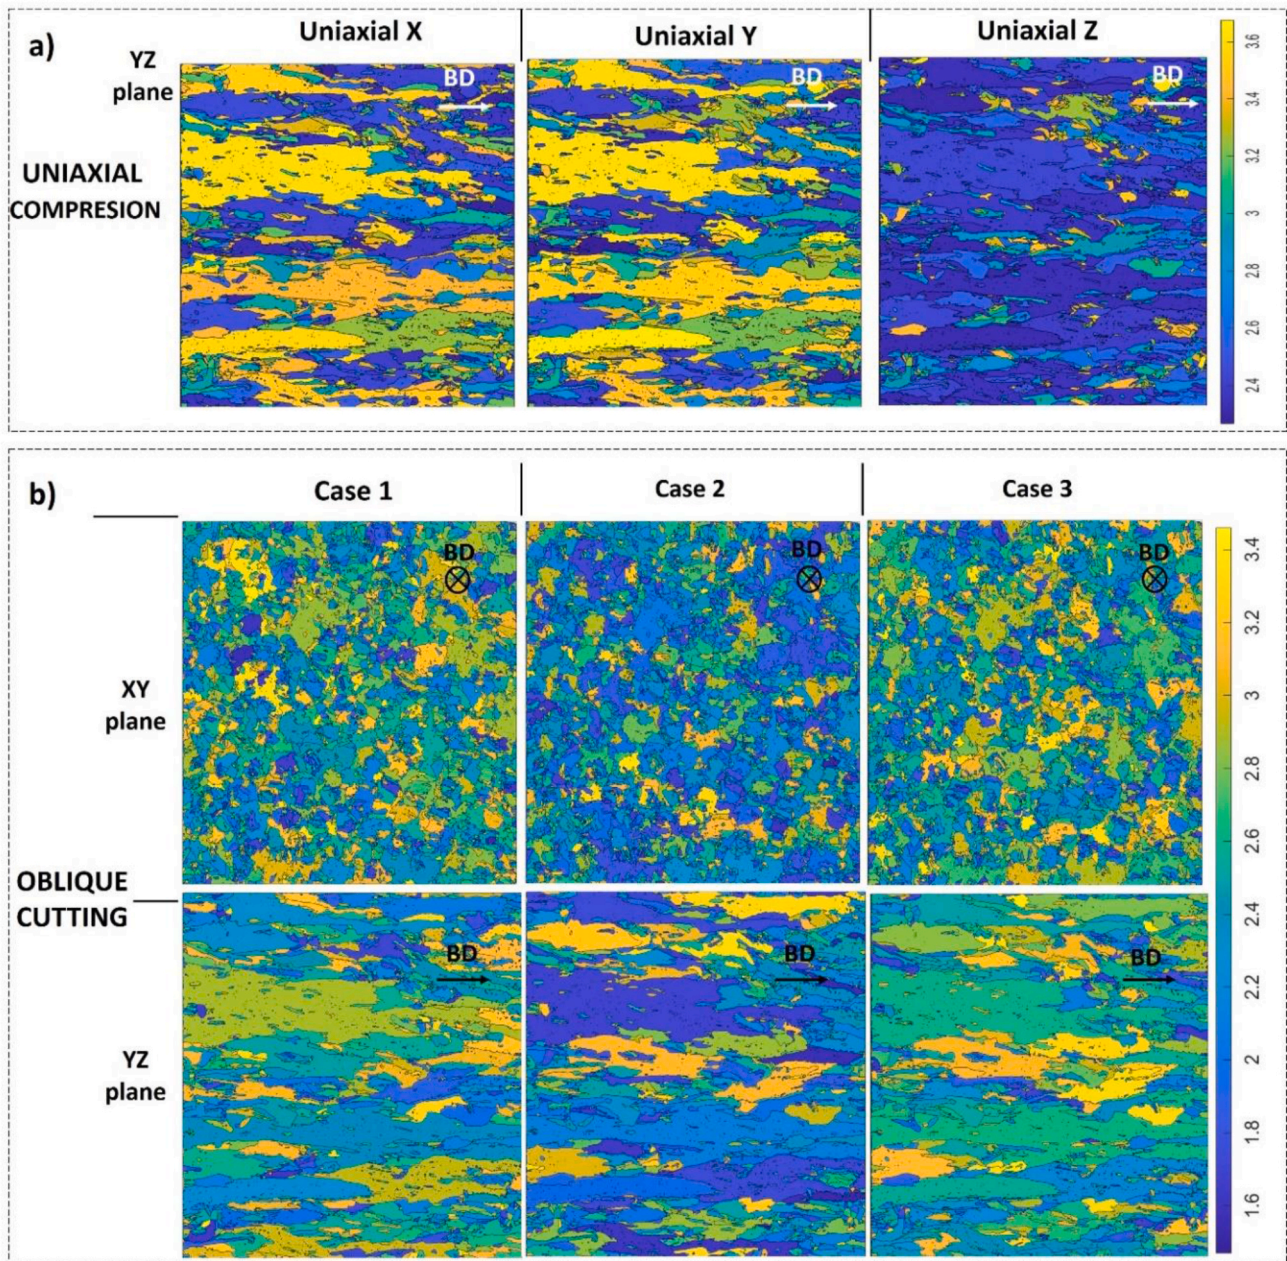 a)
Uniaxial X
Uniaxial Y
Uniaxial Z
YZ
plane
BD
BD
BD
UNIAXIAL
COMPRESION
3.6
3.4
3.2
3
2.8
2.6
2.4
b)
Case 1
Case 2
Case 3
BD
BD
BD
XY
plane
OBLIQUE
CUTTING
BD
BD
BD
YZ
plane
3.4
3.2
3
2.8
2.6
2.4
2.2
2
1.8
1.6